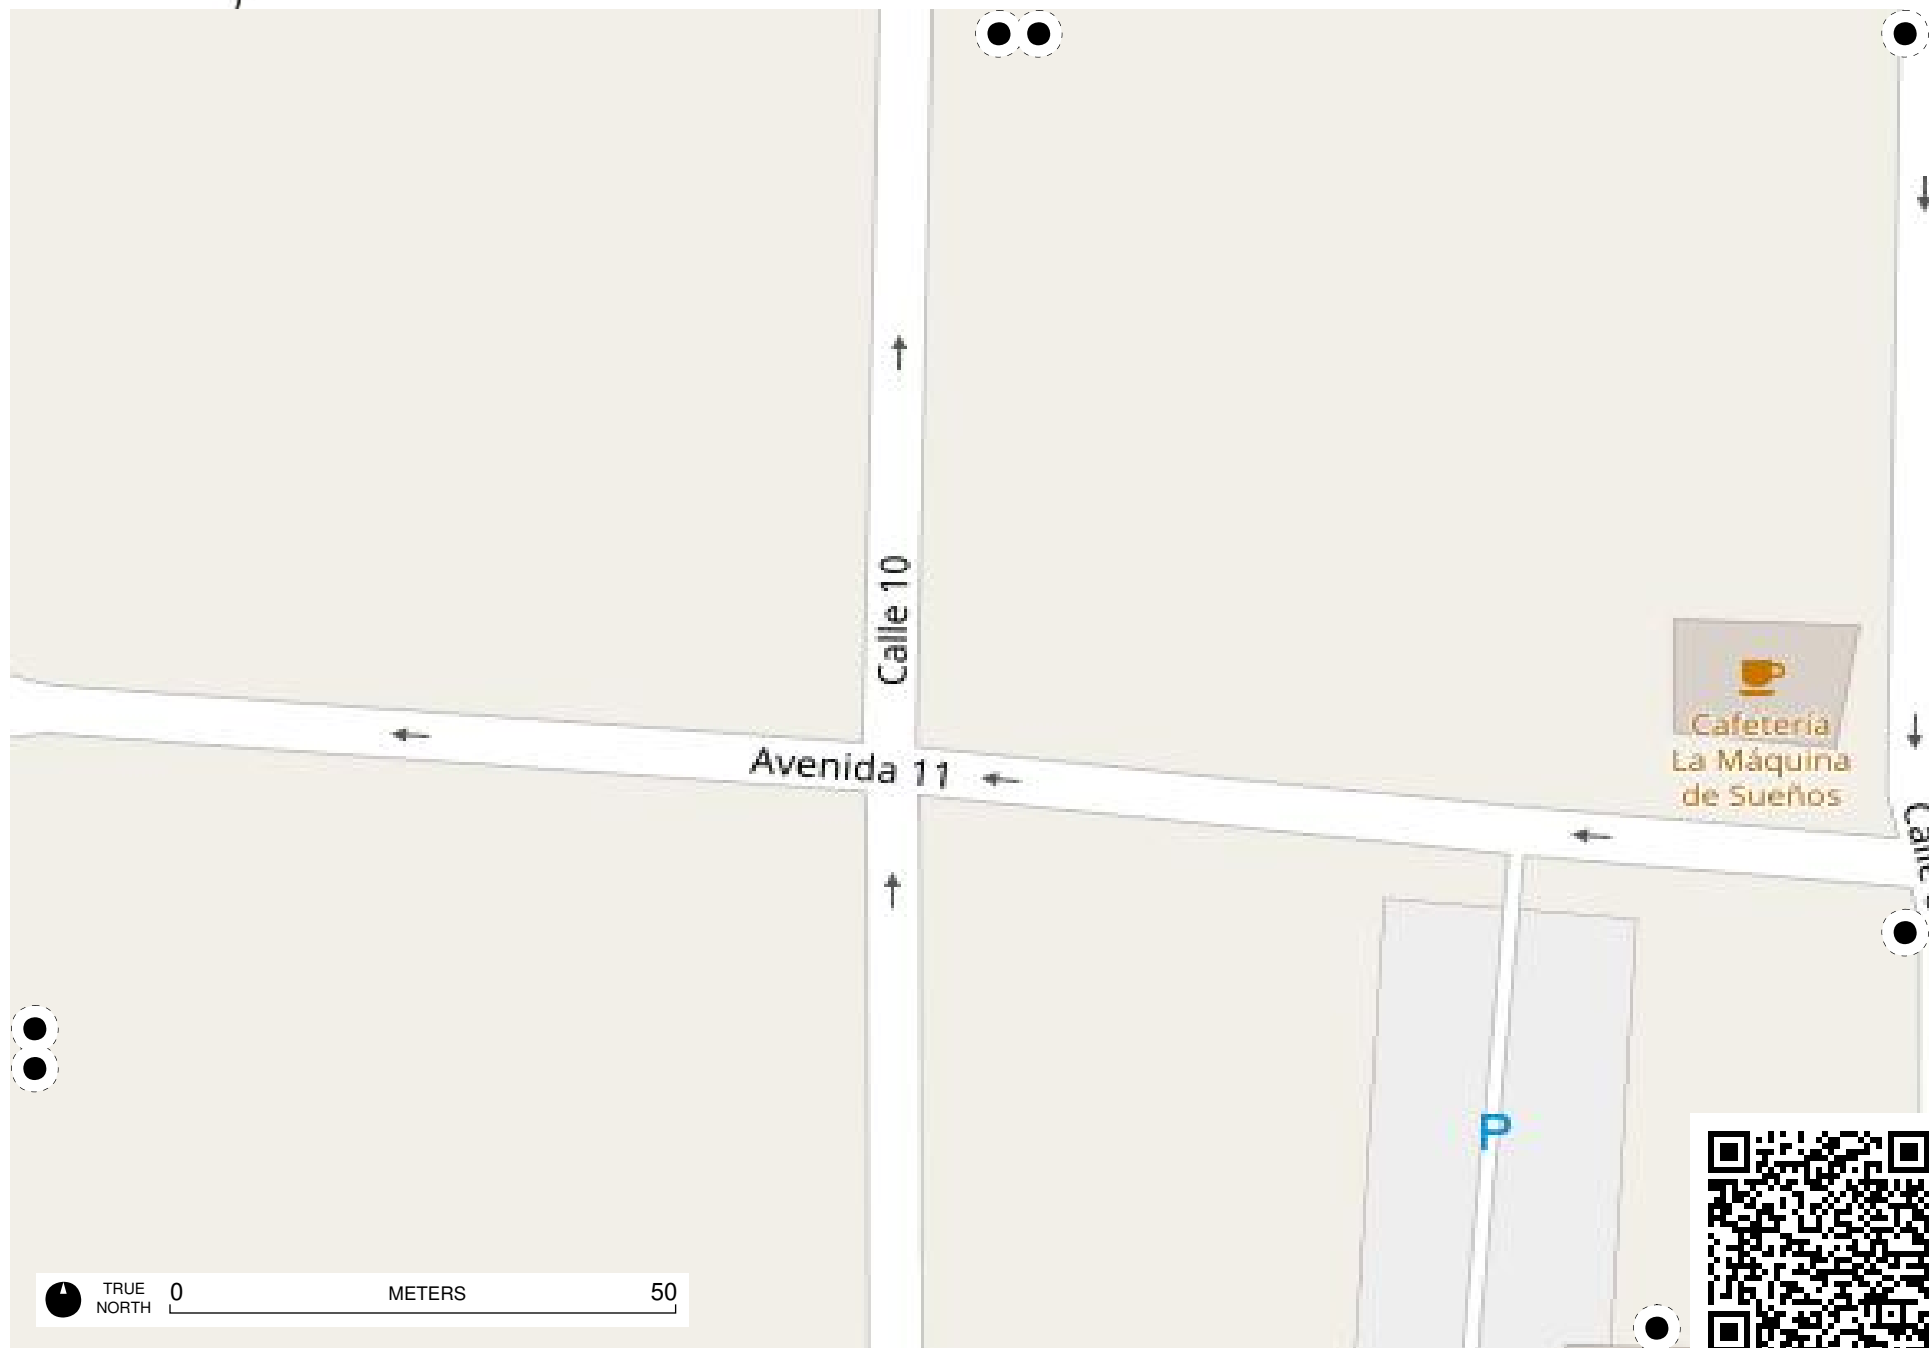 Calle 10
Avenida 11
Cafetería
La Máquina
de Sueños
P
TRUE
NORTH
0 METERS 50